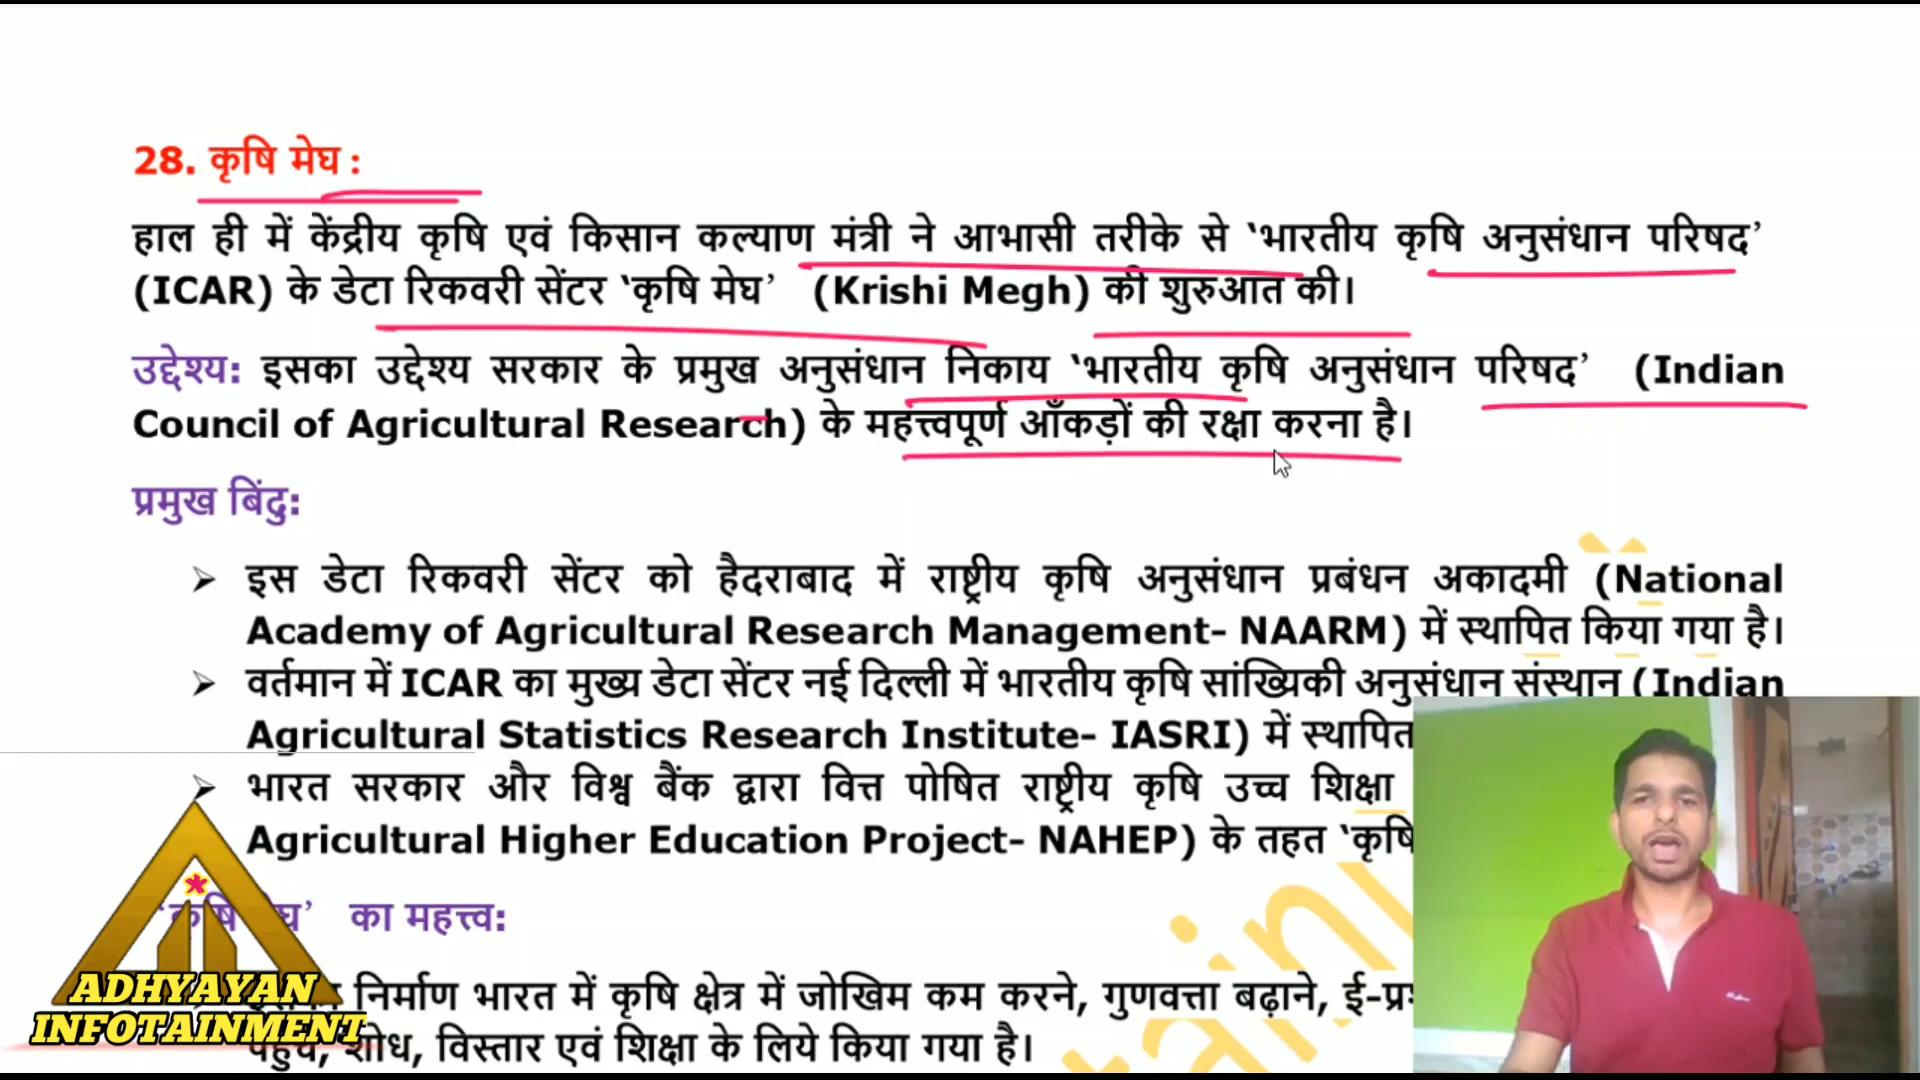 28. कृषि मेघ :
हाल ही में केंद्रीय कृषि एवं किसान कल्याण मंत्री ने आभासी तरीके से ‘भारतीय कृषि अनुसंधान परिषद’
(ICAR) के डेटा रिकवरी सेंटर ‘कृषि मेघ’ (Krishi Megh) की शुरुआत की।
उद्देश्य: इसका उद्देश्य सरकार के प्रमुख अनुसंधान निकाय ‘भारतीय कृषि अनुसंधान परिषद’ (Indian
Council of Agricultural Research) के महत्त्वपूर्ण आँकड़ों की रक्षा करना है।
प्रमुख बिंदु:
➢ इस डेटा रिकवरी सेंटर को हैदराबाद में राष्ट्रीय कृषि अनुसंधान प्रबंधन अकादमी (National
Academy of Agricultural Research Management- NAARM) में स्थापित किया गया है।
➢ वर्तमान में ICAR का मुख्य डेटा सेंटर नई दिल्ली में भारतीय कृषि सांख्यिकी अनुसंधान संस्थान (Indian
Agricultural Statistics Research Institute- IASRI) में स्थापित
➢ भारत सरकार और विश्व बैंक द्वारा वित्त पोषित राष्ट्रीय कृषि उच्च शिक्षा
Agricultural Higher Education Project- NAHEP) के तहत ‘कृषि
का महत्त्व:
निर्माण भारत में कृषि क्षेत्र में जोखिम कम करने, गुणवत्ता बढ़ाने,
शोध, विस्तार एवं शिक्षा के लिये किया गया है।
ADHYAYAN
INFOTAINMENT